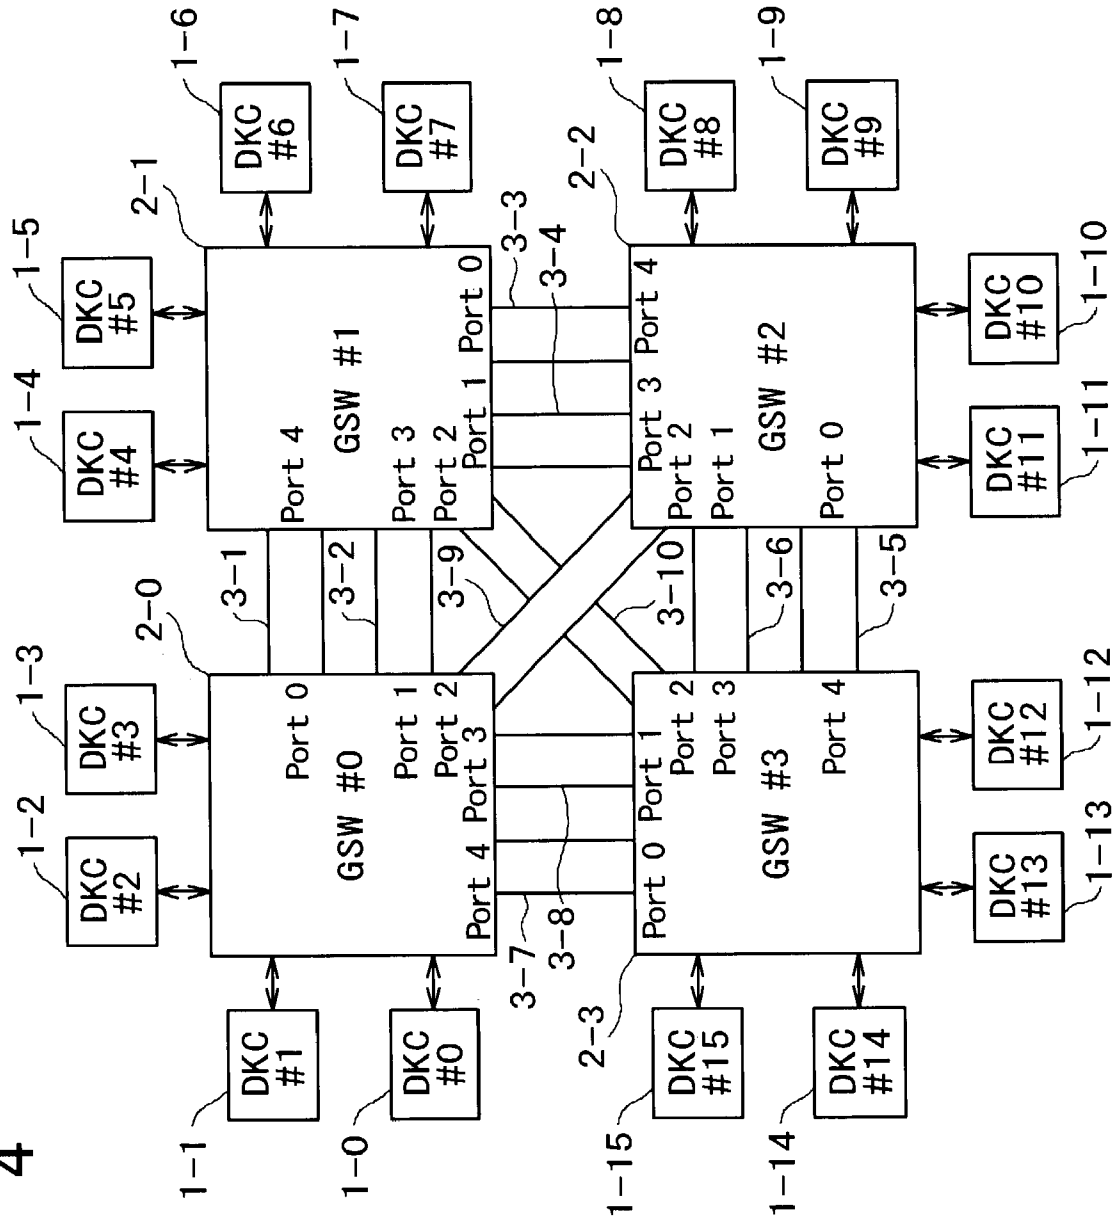 4
1-1
DKC
#1
1-0
DKC
#0
1-2
DKC
#2
1-3
DKC
#3
2-0
GSW #0
Port 0
Port 1
Port 2
Port 3
Port 4
1-4
DKC
#4
1-5
DKC
#5
2-1
1-6
DKC
#6
1-7
DKC
#7
GSW #1
Port 4
Port 3
Port 2
Port 1
Port 0
3-1
3-2
3-9
3-10
3-3
3-4
3-7
3-8
3-6
3-5
2-2
1-8
DKC
#8
1-9
DKC
#9
GSW #2
Port 4
Port 3
Port 2
Port 1
Port 0
1-10
DKC
#10
1-11
DKC
#11
2-3
GSW #3
Port 0
Port 1
Port 2
Port 3
Port 4
1-12
DKC
#12
1-13
DKC
#13
1-15
DKC
#15
1-14
DKC
#14